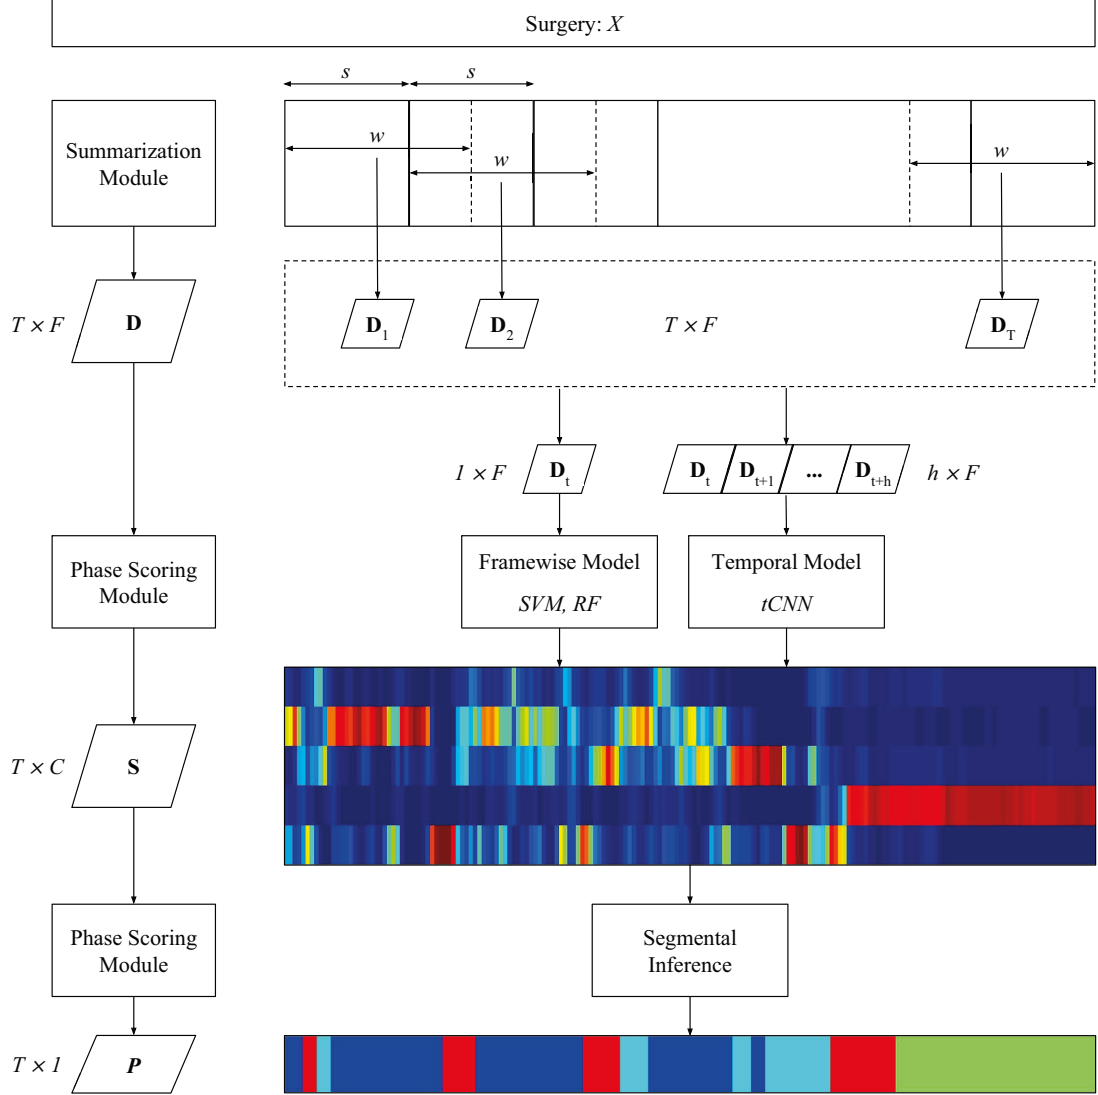 Surgery: X
s
s
Summarization
Module
w
w
w
T × F
D
D1
D2
T × F
DT
1 × F
Dt
Dt
Dt+1
...
Dt+h
h × F
Phase Scoring
Module
Framewise Model
SVM, RF
Temporal Model
tCNN
T × C
S
Phase Scoring
Module
Segmental
Inference
T × 1
P